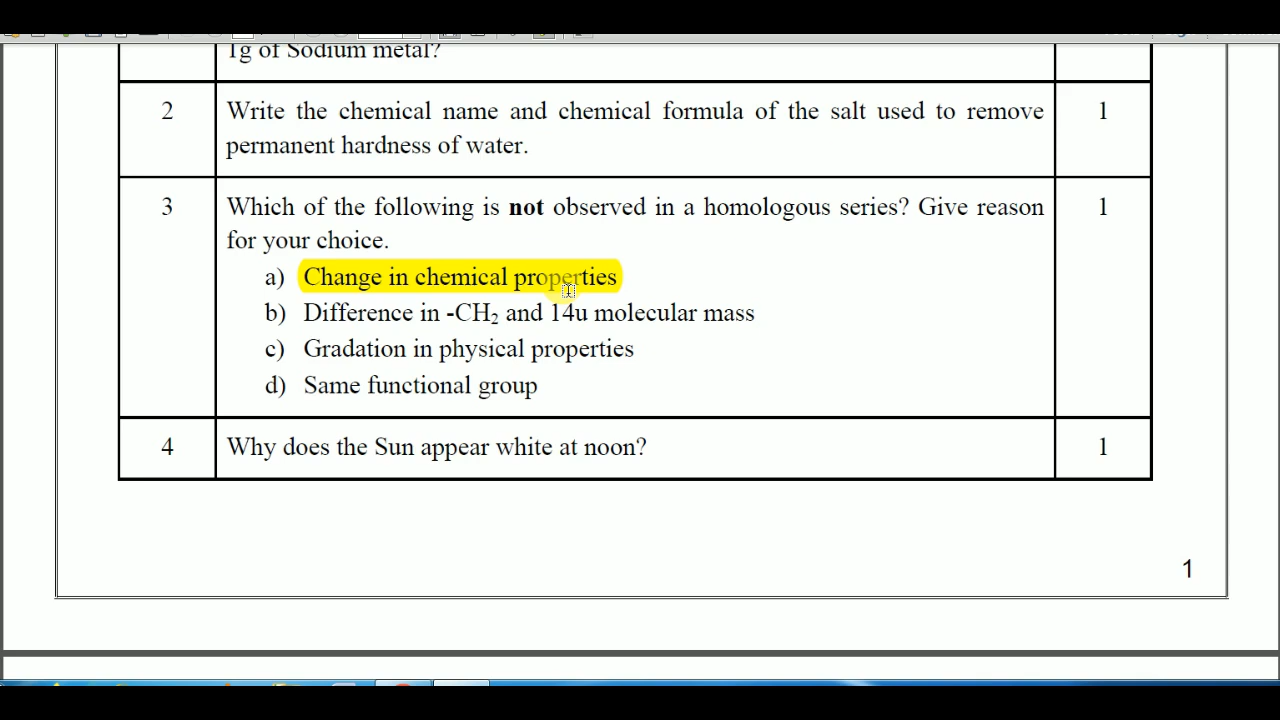 1g of Sodium metal?
2 Write the chemical name and chemical formula of the salt used to remove 1
permanent hardness of water.
3 Which of the following is not observed in a homologous series? Give reason 1
for your choice.
a) Change in chemical properties
b) Difference in -CH₂ and 14u molecular mass
c) Gradation in physical properties
d) Same functional group
4 Why does the Sun appear white at noon? 1
1